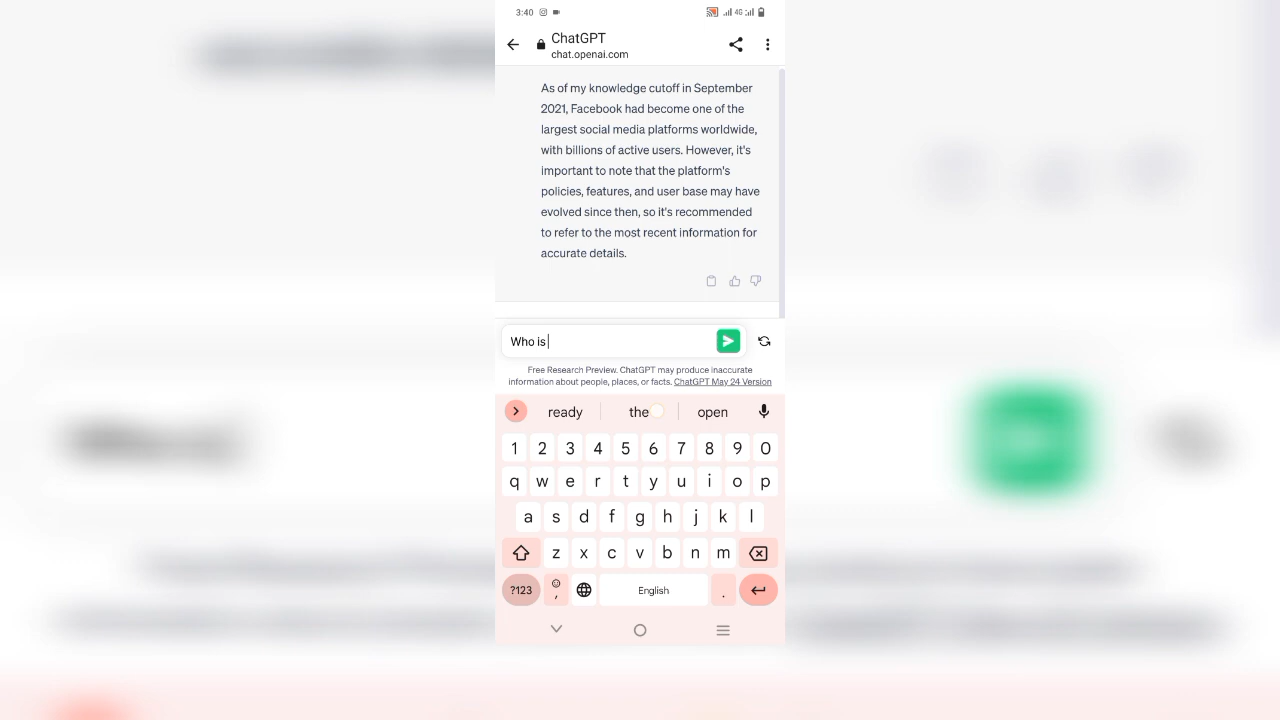 3:40 4G
ChatGPT
chat.openai.com
As of my knowledge cutoff in September
2021, Facebook had become one of the
largest social media platforms worldwide,
with billions of active users. However, it's
important to note that the platform's
policies, features, and user base may have
evolved since then, so it's recommended
to refer to the most recent information for
accurate details.
Who is
Free Research Preview. ChatGPT may produce inaccurate
information about people, places, or facts. ChatGPT May 24 Version
ready the open
1 2 3 4 5 6 7 8 9 0
q w e r t y u i o p
a s d f g h j k l
z x c v b n m
?123 , English .